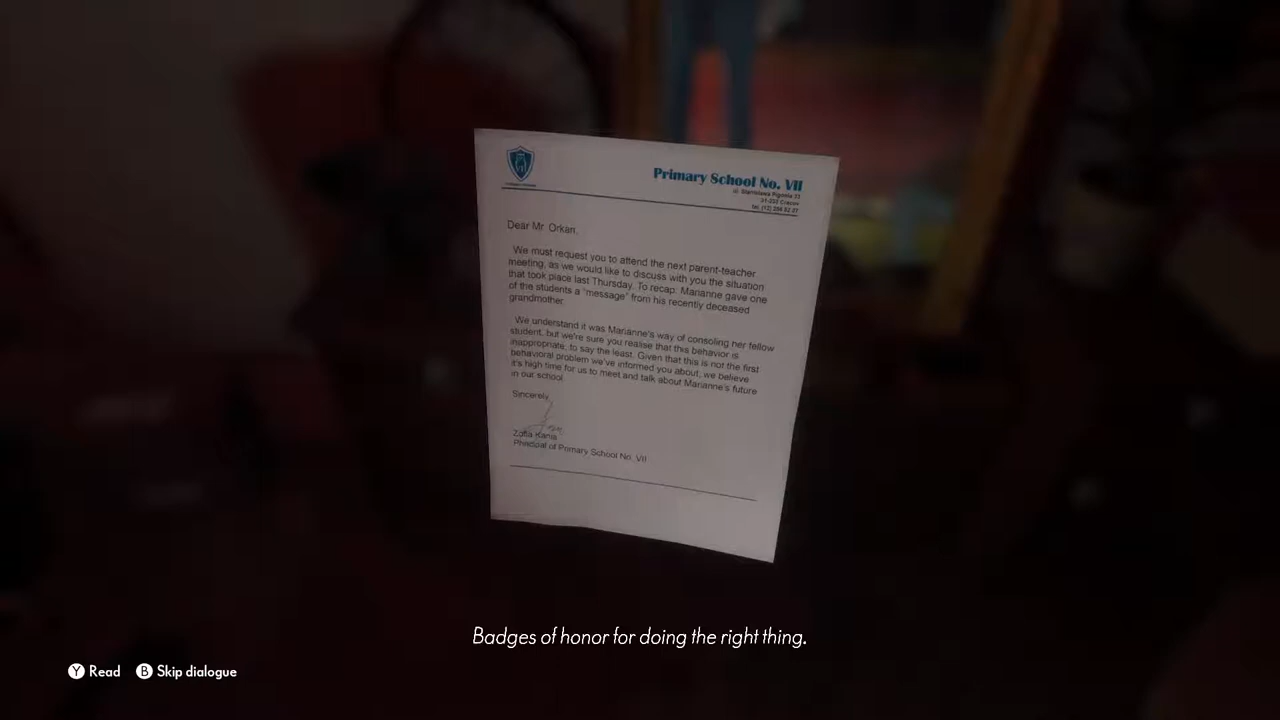 Primary School No. VII
Dear Mr. Orkan,
We must request you to attend the next parent-teacher
meeting, as we would like to discuss with you the situation
that took place last Thursday. To recap: Marianne gave one
of the students a "message" from his recently deceased
grandmother.
We understand it was Marianne's way of consoling her fellow
student, but we're sure you realise that this behavior is
inappropriate, to say the least. Given that this is not the first
behavioral problem we've informed you about, we believe
it's high time for us to meet and talk about Marianne's future
in our school.
Sincerely,
Zofia Kania
Principal of Primary School No. VII
Badges of honor for doing the right thing.
Y Read B Skip dialogue